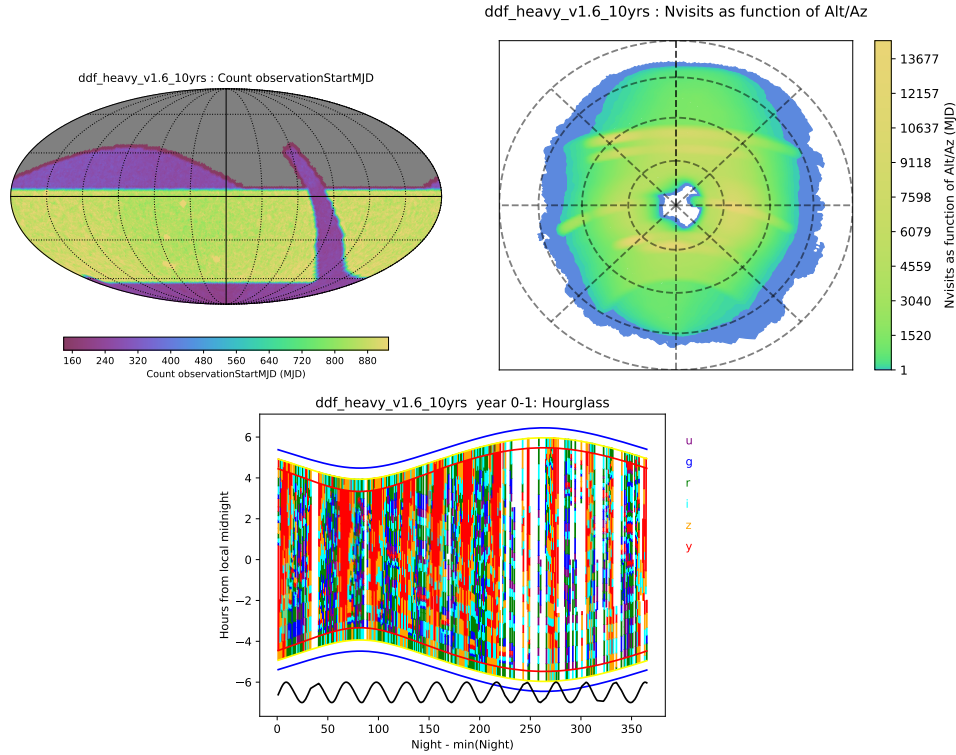 ddf_heavy_v1.6_10yrs : Count observationStartMJD
160 240 320 400 480 560 640 720 800 880
Count observationStartMJD (MJD)
ddf_heavy_v1.6_10yrs : Nvisits as function of Alt/Az
13677
12157
10637
9118
7598
6079
4559
3040
1520
1
Nvisits as function of Alt/Az (MJD)
ddf_heavy_v1.6_10yrs year 0-1: Hourglass
Hours from local midnight
6
4
2
0
−2
−4
−6
0 50 100 150 200 250 300 350
Night - min(Night)
u
g
r
i
z
y